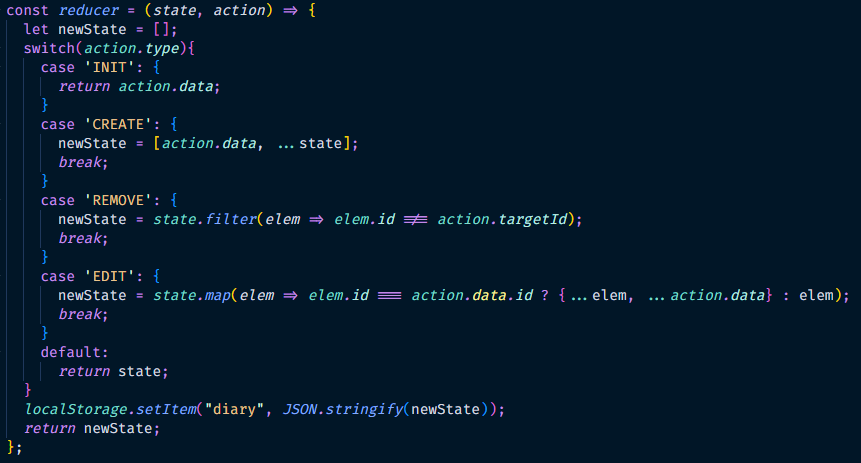 const reducer = (state, action) => {
  let newState = [];
  switch(action.type){
    case 'INIT': {
      return action.data;
    }
    case 'CREATE': {
      newState = [action.data, ...state];
      break;
    }
    case 'REMOVE': {
      newState = state.filter(elem => elem.id !== action.targetId);
      break;
    }
    case 'EDIT': {
      newState = state.map(elem => elem.id === action.data.id ? {...elem, ...action.data} : elem);
      break;
    }
    default:
      return state;
  }
  localStorage.setItem("diary", JSON.stringify(newState));
  return newState;
};